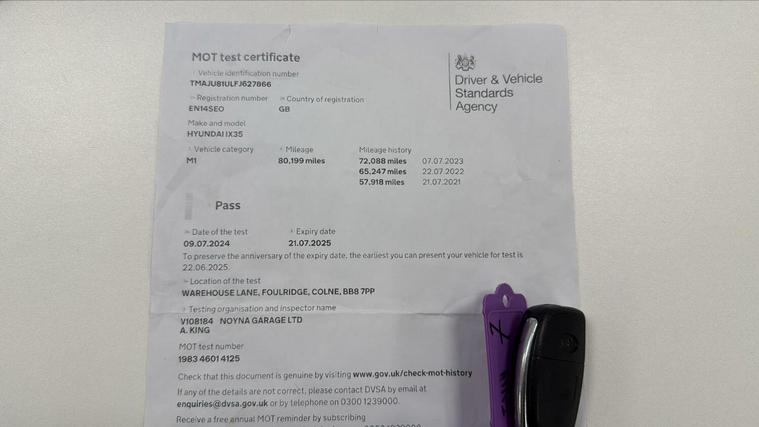 MOT test certificate
Driver & Vehicle
Standards
Agency
Vehicle identification number
TMAJU81ULFJ627866
Registration number Country of registration
EN14SEO GB
Make and model
HYUNDAI IX35
Vehicle category Mileage Mileage history
M1 80,199 miles 72,088 miles 07.07.2023
65,247 miles 22.07.2022
57,918 miles 21.07.2021
Pass
Date of the test Expiry date
09.07.2024 21.07.2025
To preserve the anniversary of the expiry date, the earliest you can present your vehicle for test is
22.06.2025.
Location of the test
WAREHOUSE LANE, FOULRIDGE, COLNE, BB8 7PP
Testing organisation and inspector name
V108184 NOYNA GARAGE LTD
A. KING
MOT test number
1983 4601 4125
Check that this document is genuine by visiting www.gov.uk/check-mot-history
If any of the details are not correct, please contact DVSA by email at
enquiries@dvsa.gov.uk or by telephone on 0300 1239000.
Receive a free annual MOT reminder by subscribing